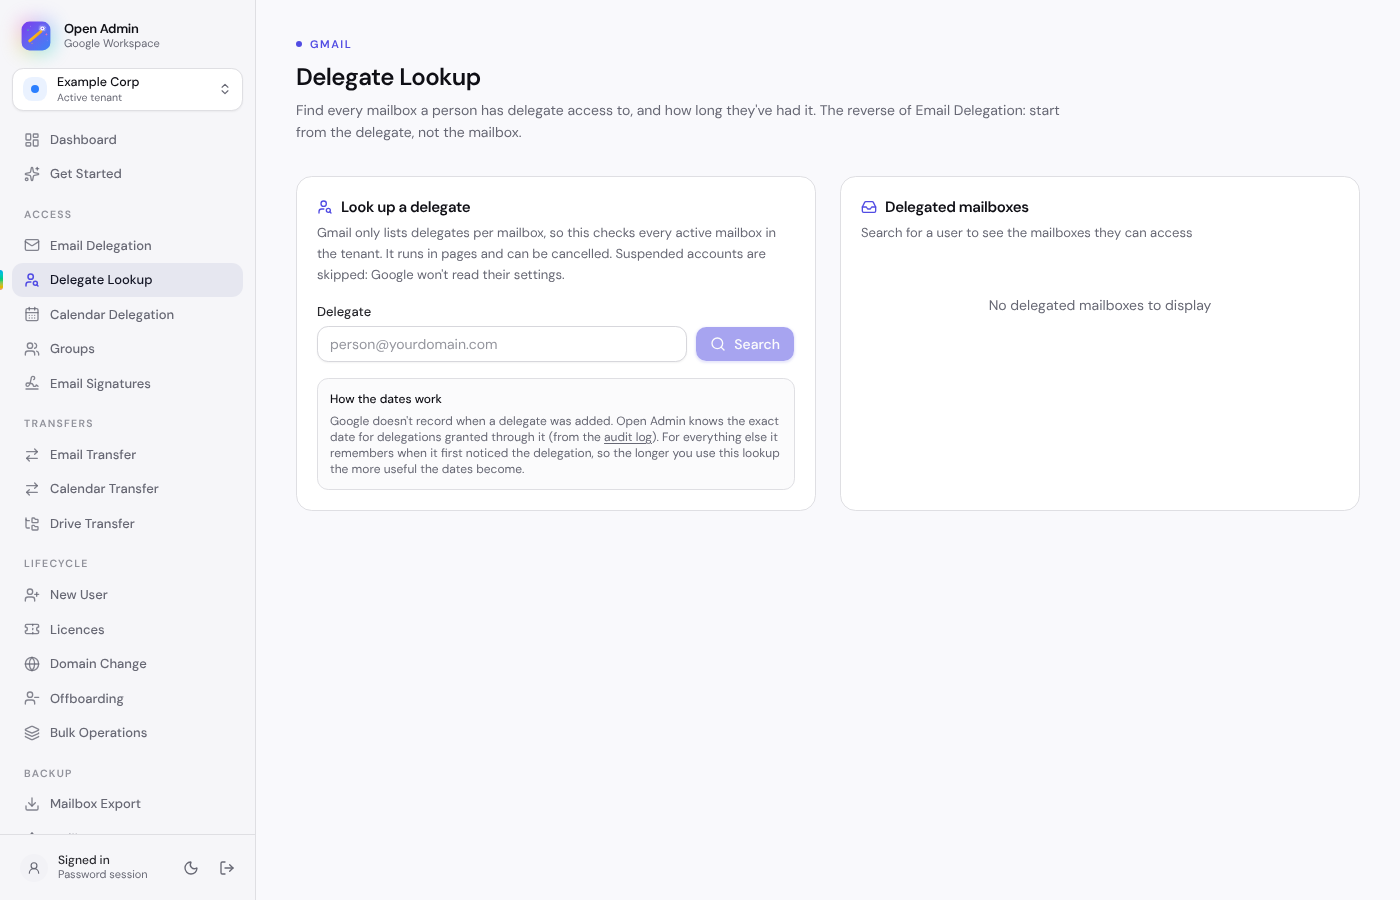 Open Admin
Google Workspace
Example Corp
Active tenant
Dashboard
Get Started
ACCESS
Email Delegation
Delegate Lookup
Calendar Delegation
Groups
Email Signatures
TRANSFERS
Email Transfer
Calendar Transfer
Drive Transfer
LIFECYCLE
New User
Licences
Domain Change
Offboarding
Bulk Operations
BACKUP
Mailbox Export
Signed in
Password session
GMAIL
Delegate Lookup
Find every mailbox a person has delegate access to, and how long they've had it. The reverse of Email Delegation: start
from the delegate, not the mailbox.
Look up a delegate
Gmail only lists delegates per mailbox, so this checks every active mailbox in
the tenant. It runs in pages and can be cancelled. Suspended accounts are
skipped: Google won't read their settings.
Delegate
person@yourdomain.com
Search
How the dates work
Google doesn't record when a delegate was added. Open Admin knows the exact
date for delegations granted through it (from the audit log). For everything else it
remembers when it first noticed the delegation, so the longer you use this lookup
the more useful the dates become.
Delegated mailboxes
Search for a user to see the mailboxes they can access
No delegated mailboxes to display